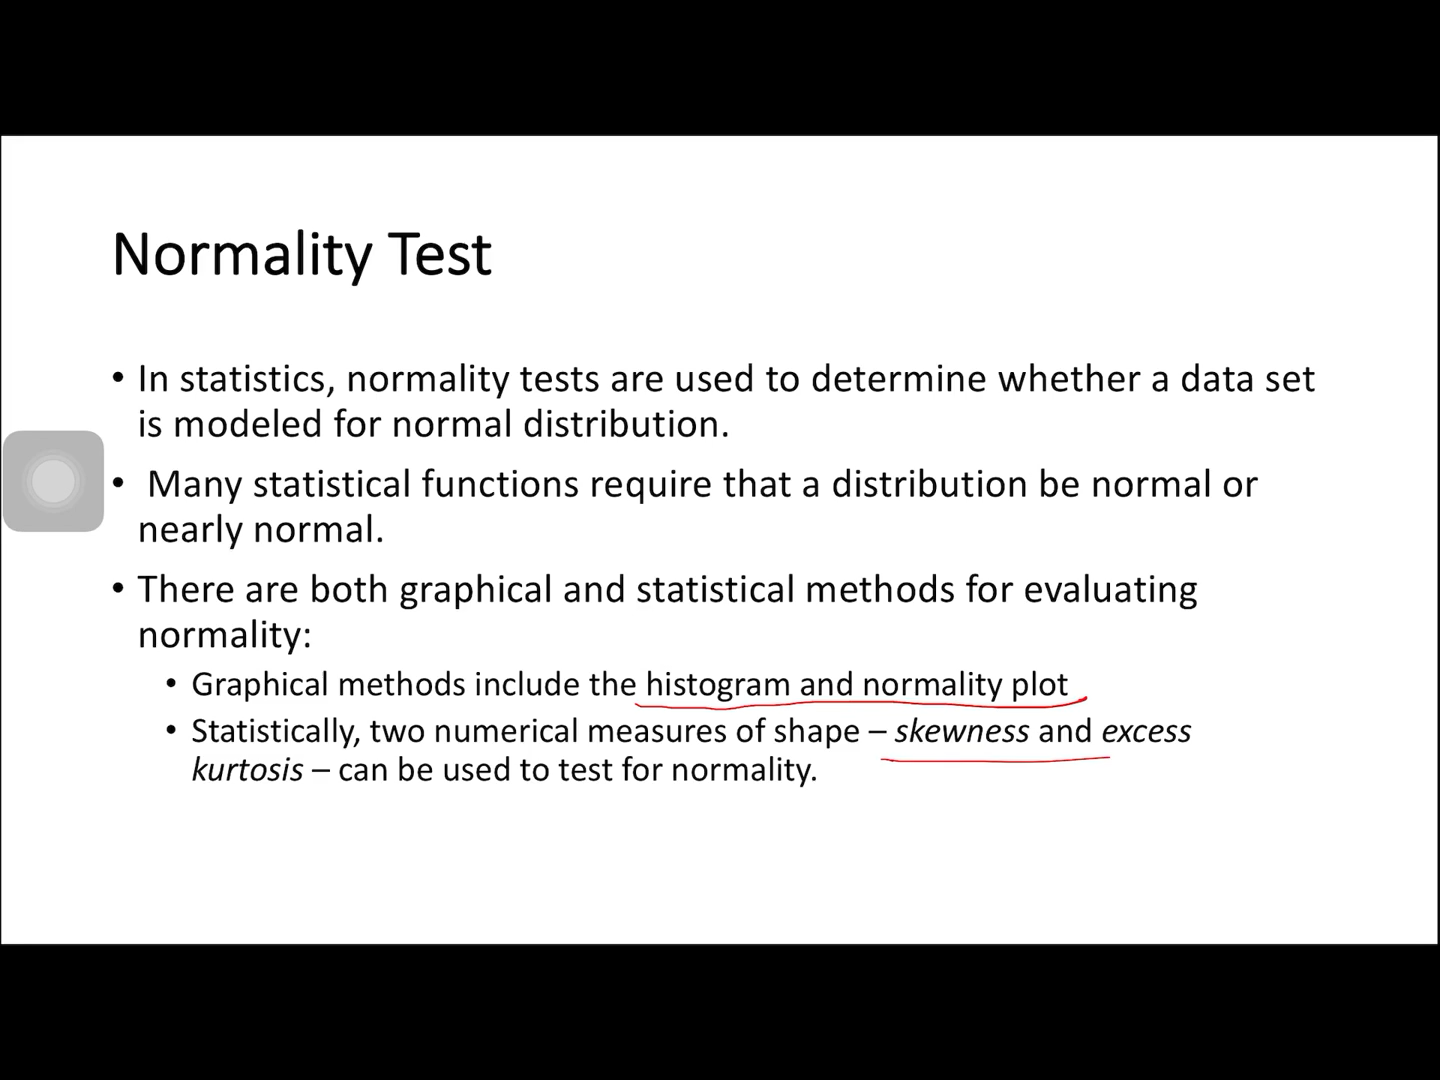 Normality Test
• In statistics, normality tests are used to determine whether a data set
is modeled for normal distribution.
• Many statistical functions require that a distribution be normal or
nearly normal.
• There are both graphical and statistical methods for evaluating
normality:
• Graphical methods include the histogram and normality plot
• Statistically, two numerical measures of shape – skewness and excess
kurtosis – can be used to test for normality.